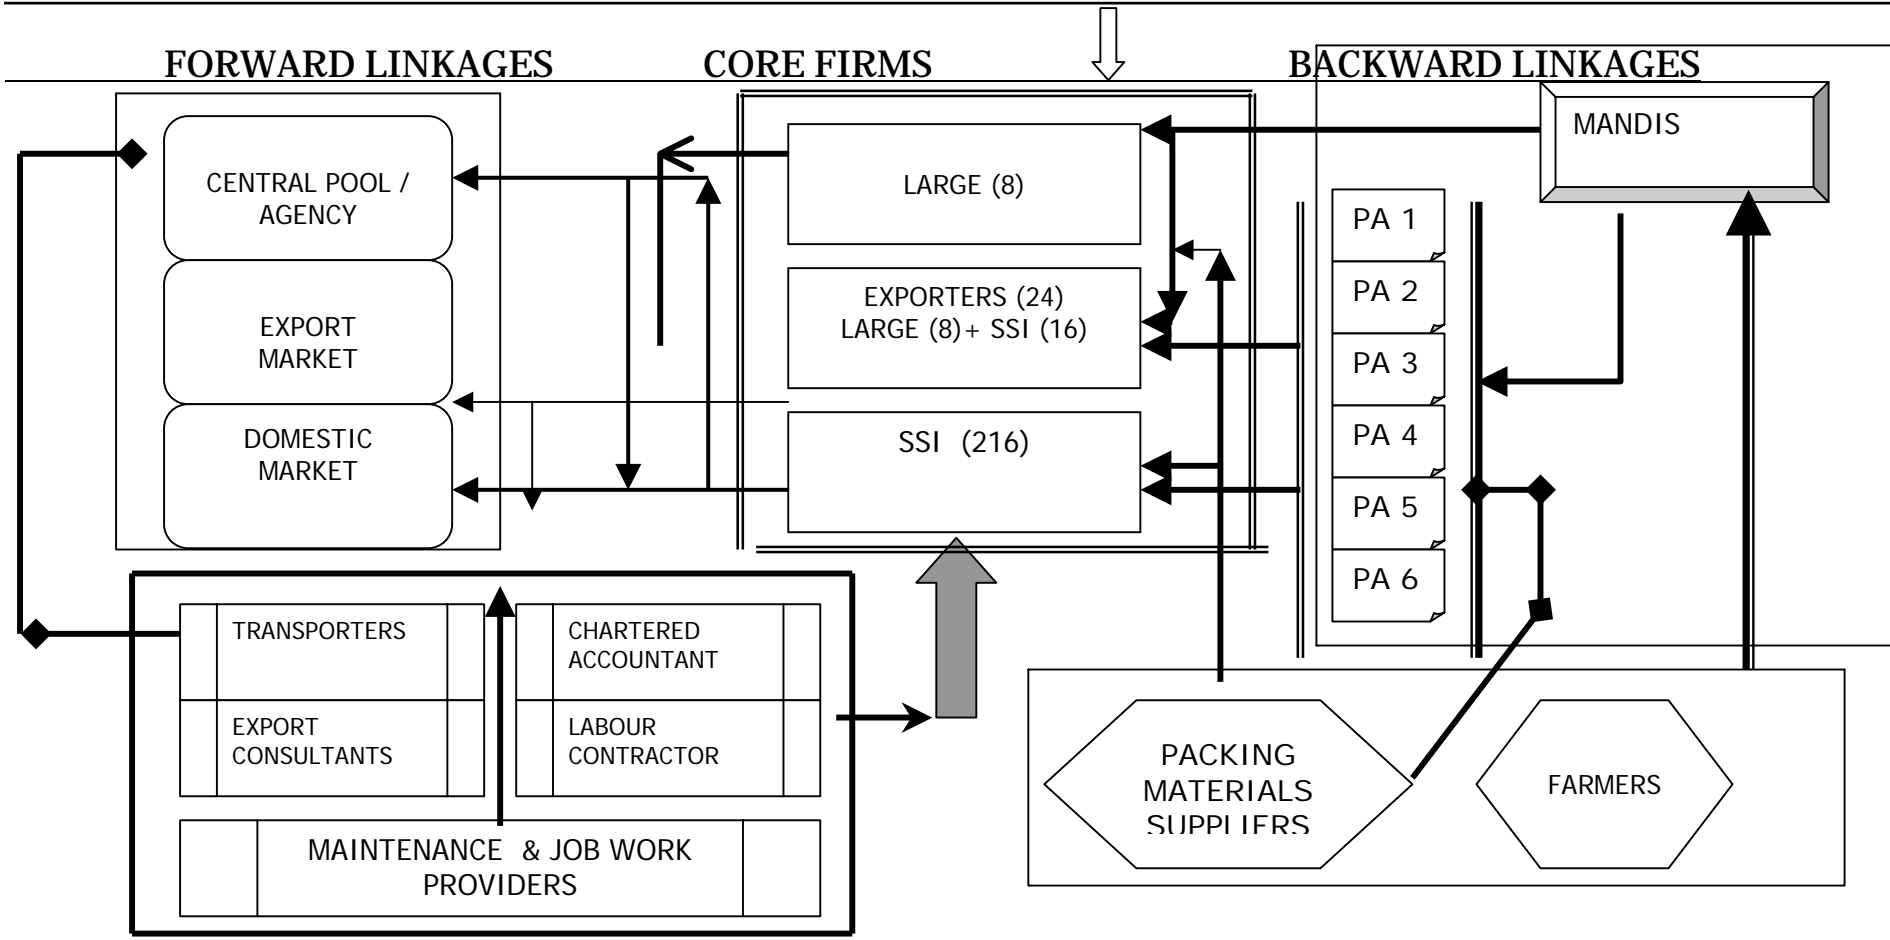 FORWARD LINKAGES
CORE FIRMS
BACKWARD LINKAGES
CENTRAL POOL /
AGENCY
EXPORT
MARKET
DOMESTIC
MARKET
LARGE (8)
EXPORTERS (24)
LARGE (8)+ SSI (16)
SSI (216)
MANDIS
PA 1
PA 2
PA 3
PA 4
PA 5
PA 6
TRANSPORTERS
CHARTERED
ACCOUNTANT
EXPORT
CONSULTANTS
LABOUR
CONTRACTOR
MAINTENANCE & JOB WORK
PROVIDERS
PACKING
MATERIALS
SUPPLIERS
FARMERS